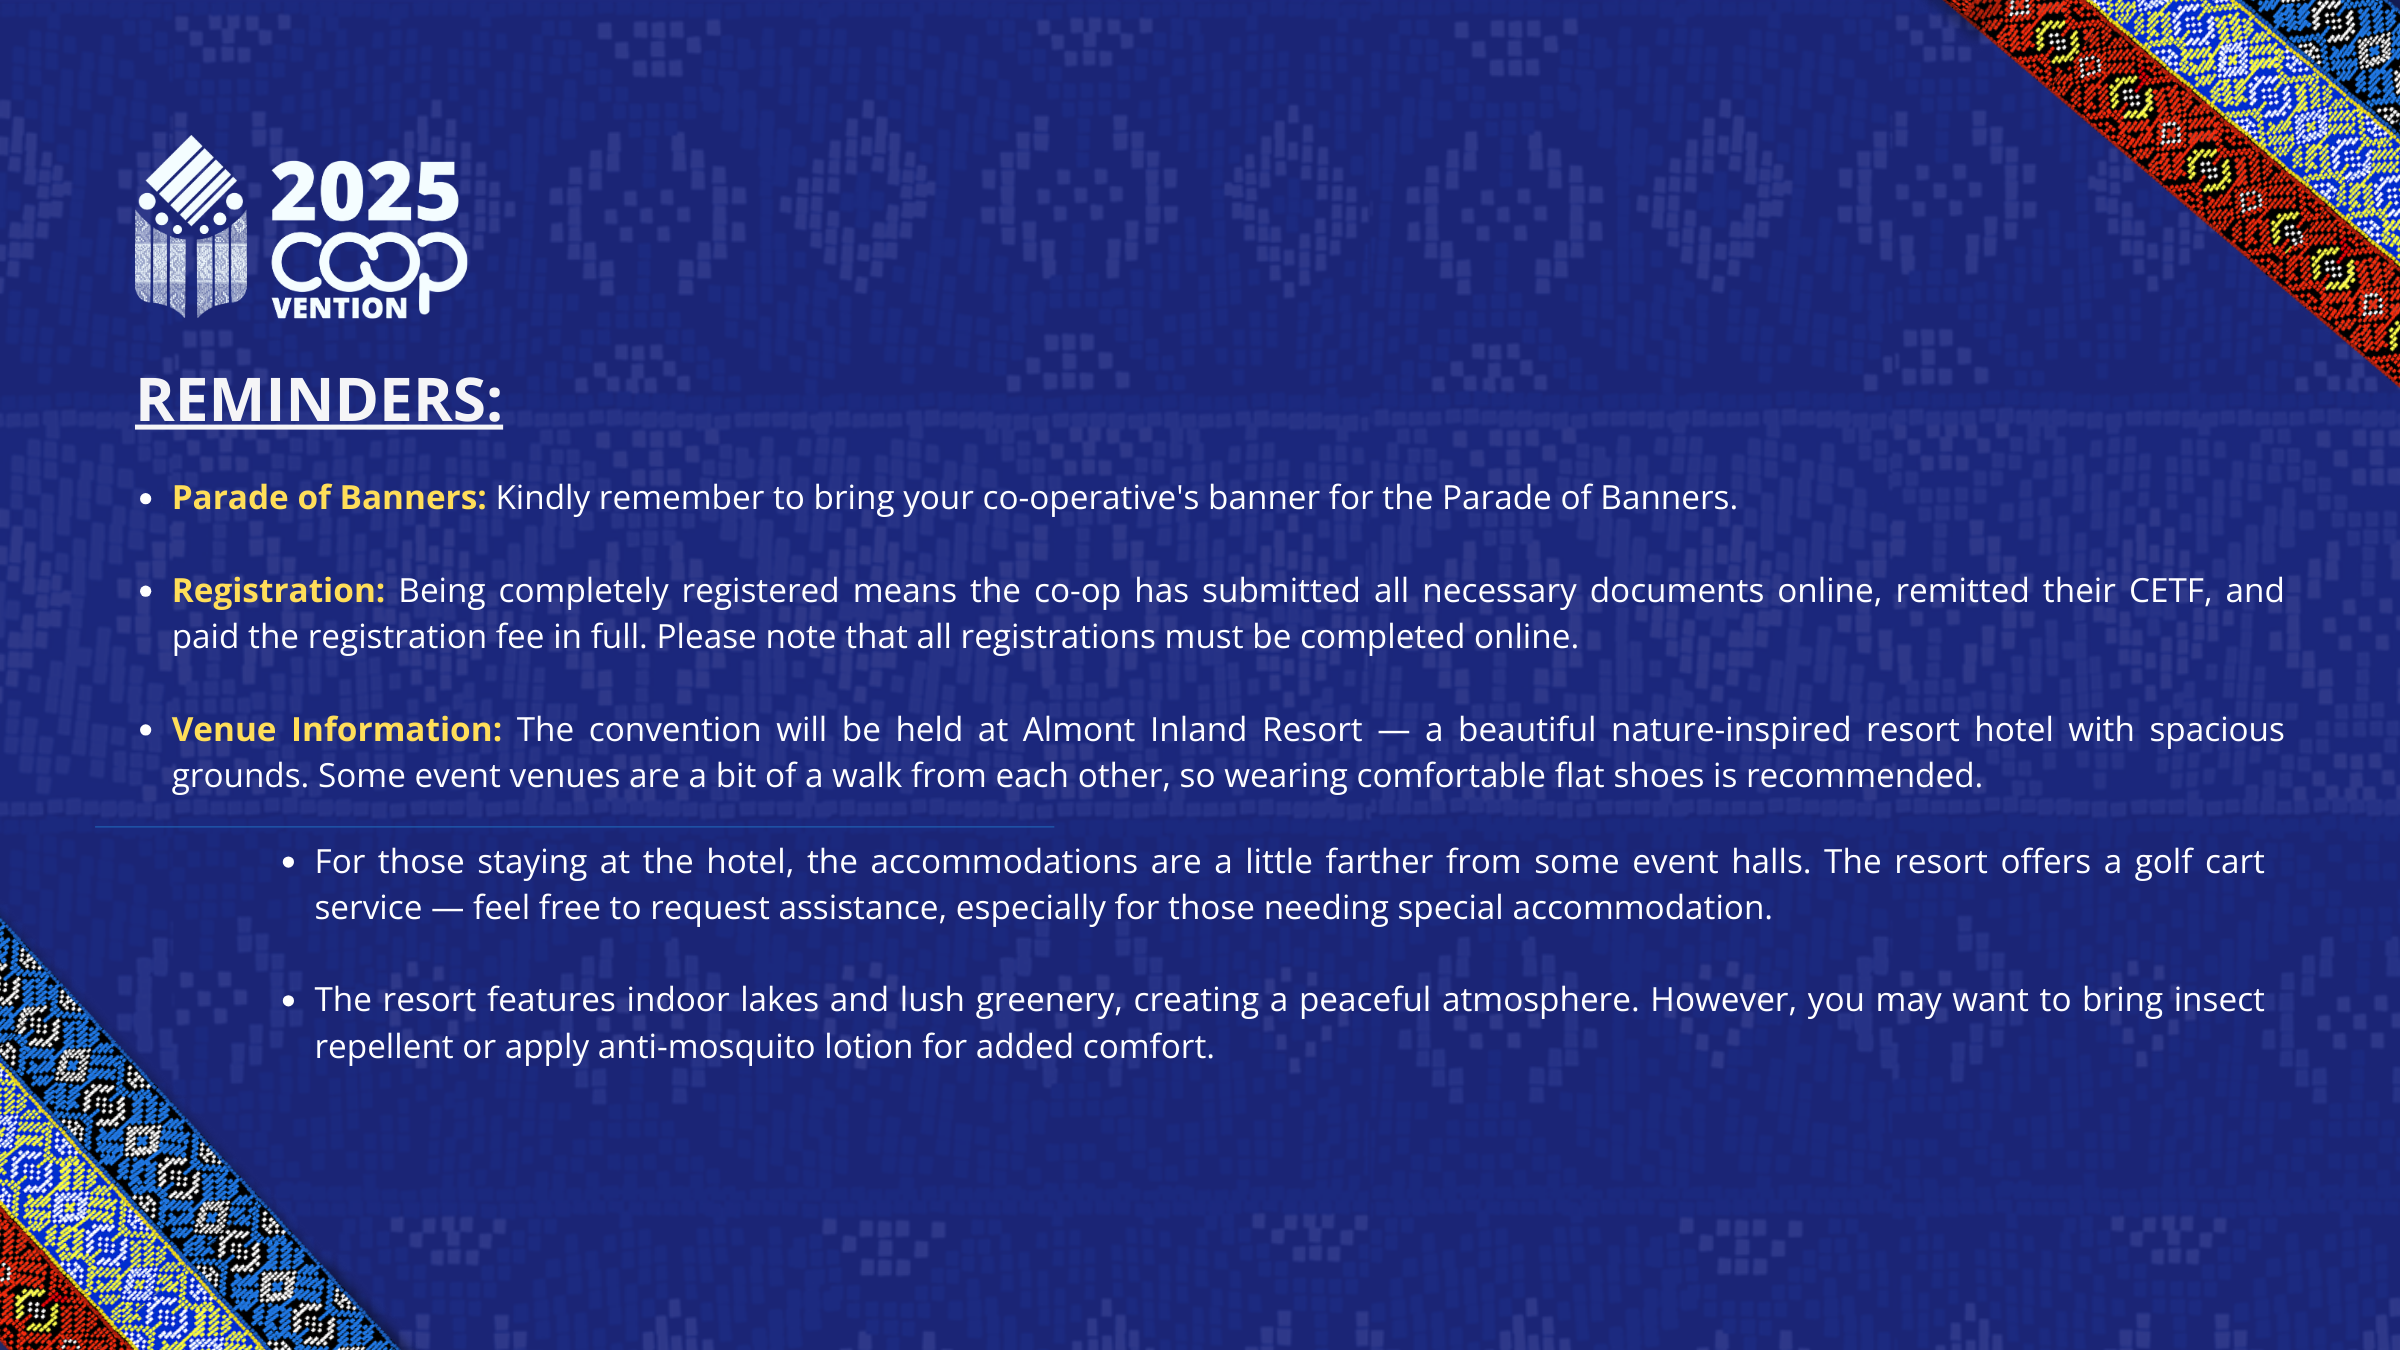 2025
coop
VENTION
REMINDERS:
• Parade of Banners: Kindly remember to bring your co-operative's banner for the Parade of Banners.
• Registration: Being completely registered means the co-op has submitted all necessary documents online, remitted their CETF, and
paid the registration fee in full. Please note that all registrations must be completed online.
• Venue Information: The convention will be held at Almont Inland Resort — a beautiful nature-inspired resort hotel with spacious
grounds. Some event venues are a bit of a walk from each other, so wearing comfortable flat shoes is recommended.
• For those staying at the hotel, the accommodations are a little farther from some event halls. The resort offers a golf cart
service — feel free to request assistance, especially for those needing special accommodation.
• The resort features indoor lakes and lush greenery, creating a peaceful atmosphere. However, you may want to bring insect
repellent or apply anti-mosquito lotion for added comfort.